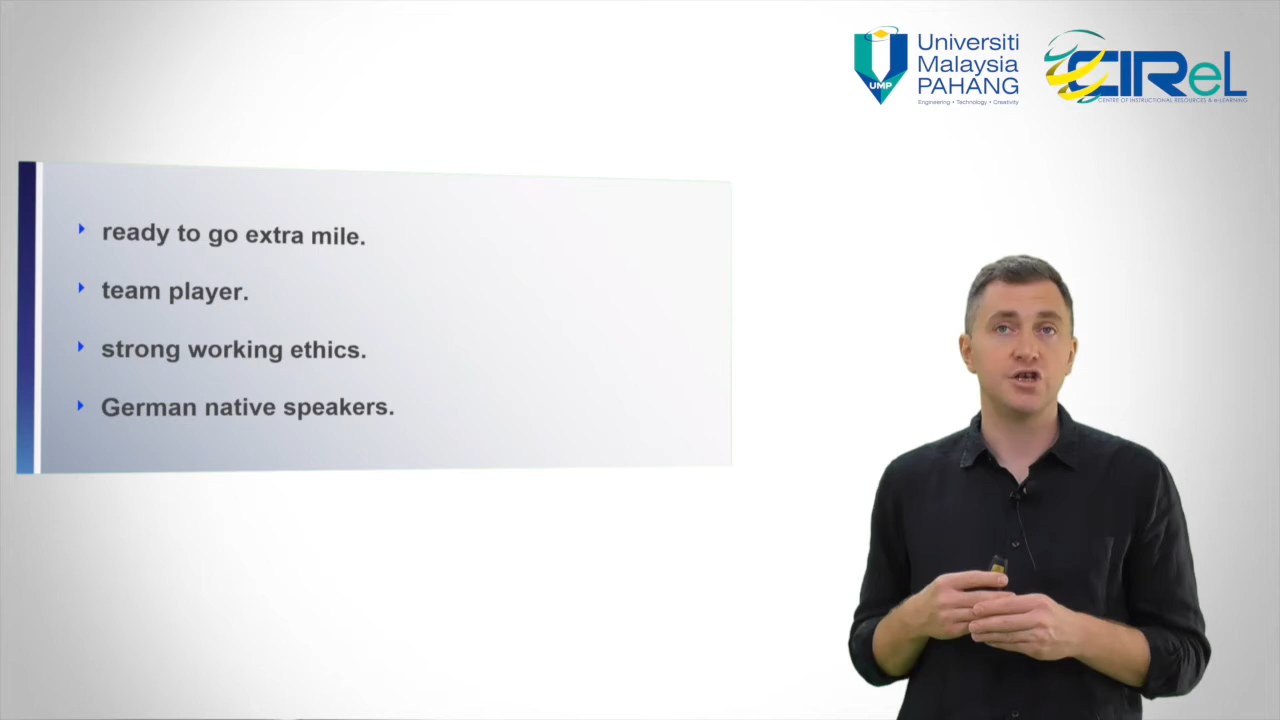 Universiti
Malaysia
PAHANG
Engineering • Technology • Creativity
UMP
CIReL
CENTRE OF INSTRUCTIONAL RESOURCES & e-LEARNING
ready to go extra mile.
team player.
strong working ethics.
German native speakers.